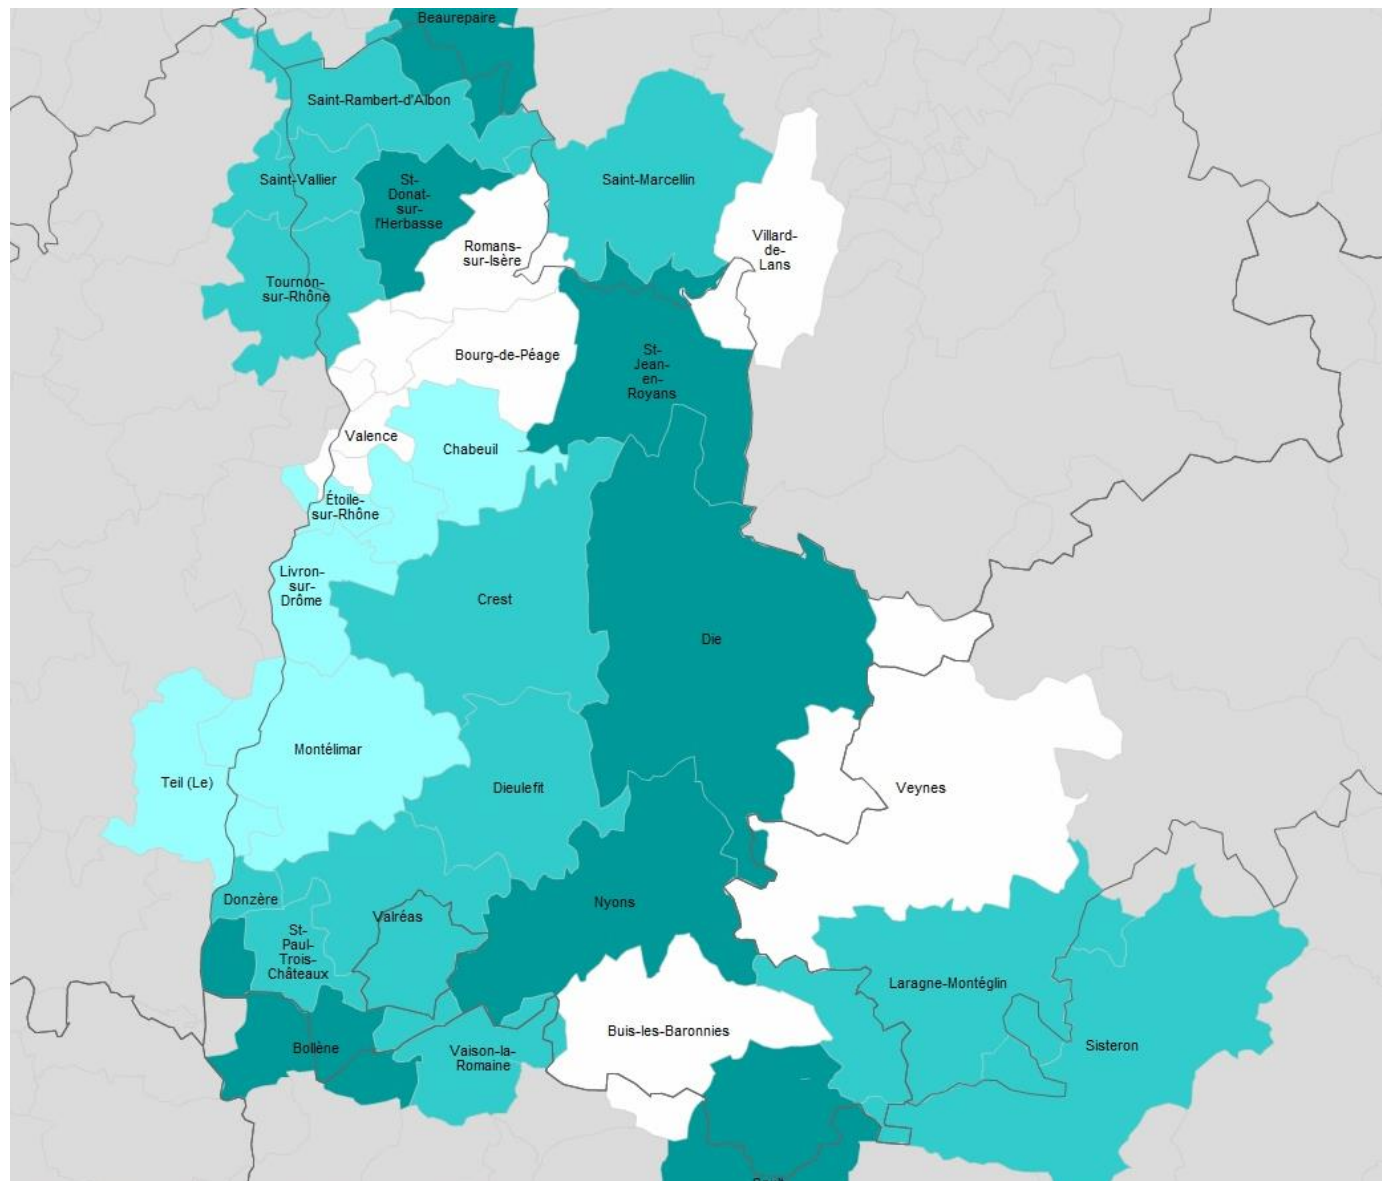 Beaurepaire
Saint-Rambert-d'Albon
Saint-Vallier
St-
Donat-
sur-
l'Herbasse
Saint-Marcellin
Romans-
sur-Isère
Villard-
de-
Lans
Tournon-
sur-Rhône
Bourg-de-Péage
St-
Jean-
en-
Royans
Valence
Chabeuil
Étoile-
sur-Rhône
Livron-
sur-
Drôme
Crest
Die
Montélimar
Teil (Le)
Dieulefit
Veynes
Donzère
Valréas
Nyons
St-
Paul-
Trois-
Châteaux
Laragne-Montéglin
Bollène
Vaison-la-
Romaine
Buis-les-Baronnies
Sisteron